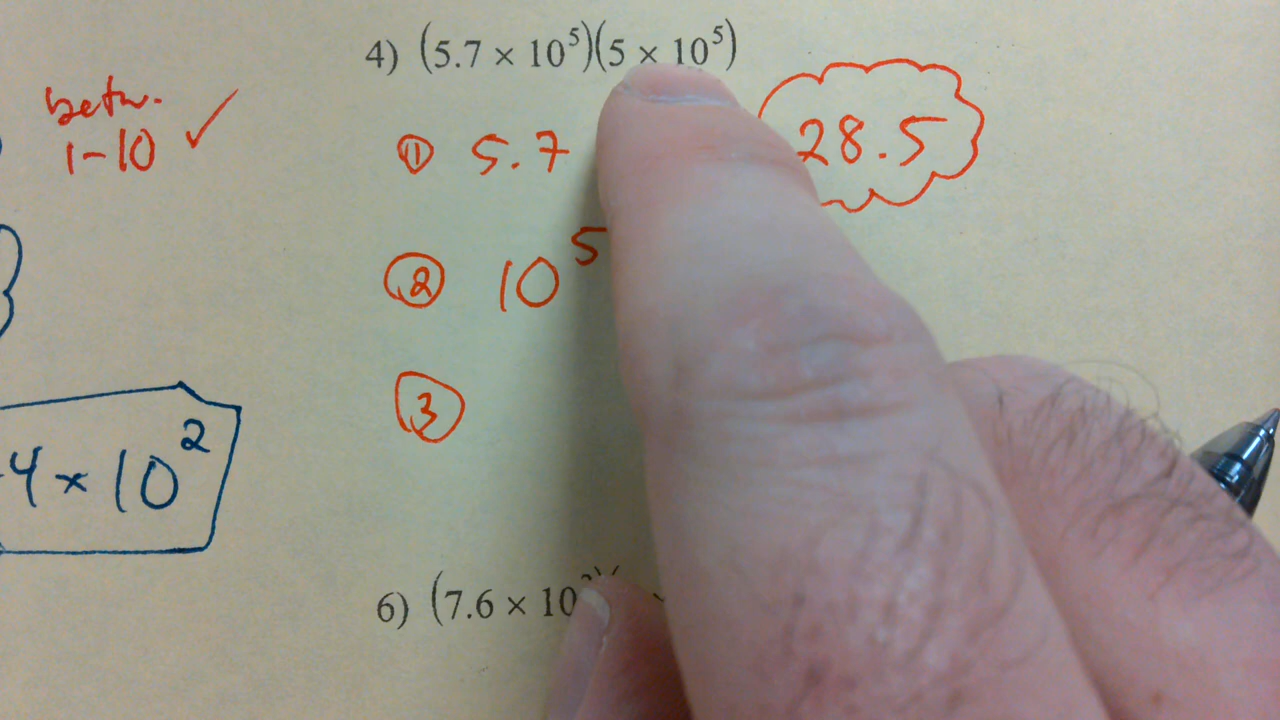 4) (5.7 × 10⁵)(5 × 10⁵)
betw.
1-10 ✓
① 5.7
28.5
② 10⁵
③
4 × 10²
6) (7.6 × 10